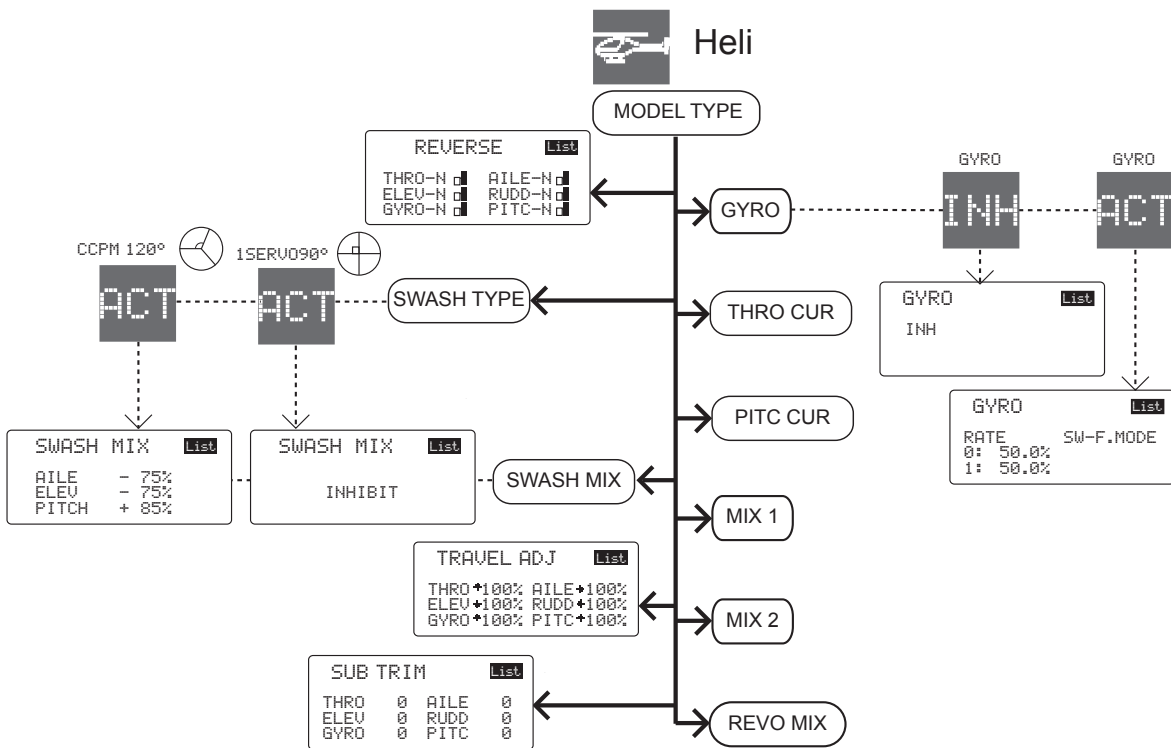 Heli
MODEL TYPE
REVERSE List
THRO-N AILE-N
ELEV-N RUDD-N
GYRO-N PITC-N
GYRO
GYRO
GYRO
INH
ACT
CCPM 120°
1SERVO90°
ACT
ACT
SWASH TYPE
THRO CUR
GYRO List
INH
GYRO List
RATE SW-F.MODE
0: 50.0%
1: 50.0%
PITC CUR
SWASH MIX List
AILE - 75%
ELEV - 75%
PITCH + 85%
SWASH MIX List
INHIBIT
SWASH MIX
MIX 1
TRAVEL ADJ List
THRO↑100% AILE→100%
ELEV↓100% RUDD←100%
GYRO↑100% PITC↑100%
MIX 2
SUB TRIM List
THRO 0 AILE 0
ELEV 0 RUDD 0
GYRO 0 PITC 0
REVO MIX